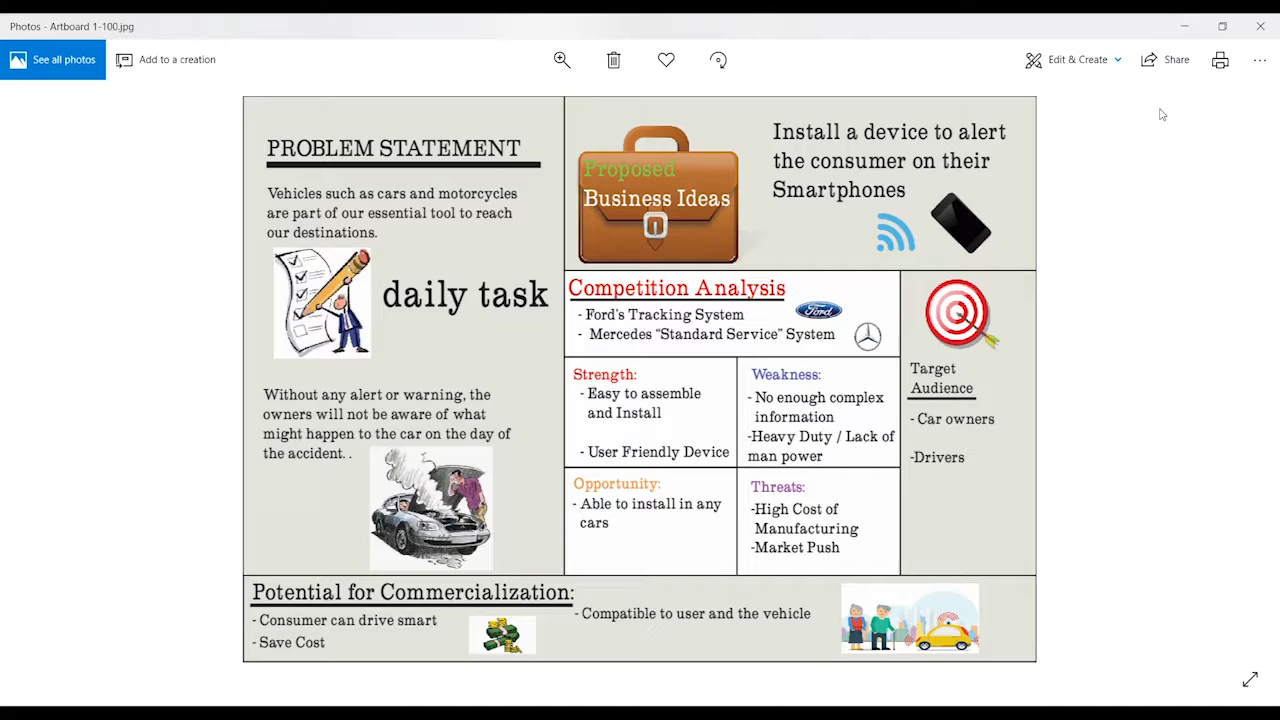 Photos - Artboard 1-100.jpg
See all photos
Add to a creation
Edit & Create
Share
PROBLEM STATEMENT
Vehicles such as cars and motorcycles
are part of our essential tool to reach
our destinations.
daily task
Without any alert or warning, the
owners will not be aware of what
might happen to the car on the day of
the accident. .
Proposed
Business Ideas
Install a device to alert
the consumer on their
Smartphones
Competition Analysis
- Ford's Tracking System
- Mercedes "Standard Service" System
Ford
Strength:
- Easy to assemble
and Install
- User Friendly Device
Weakness:
- No enough complex
information
-Heavy Duty / Lack of
man power
Opportunity:
- Able to install in any
cars
Threats:
-High Cost of
Manufacturing
-Market Push
Target
Audience
- Car owners
-Drivers
Potential for Commercialization:
- Consumer can drive smart
- Save Cost
- Compatible to user and the vehicle